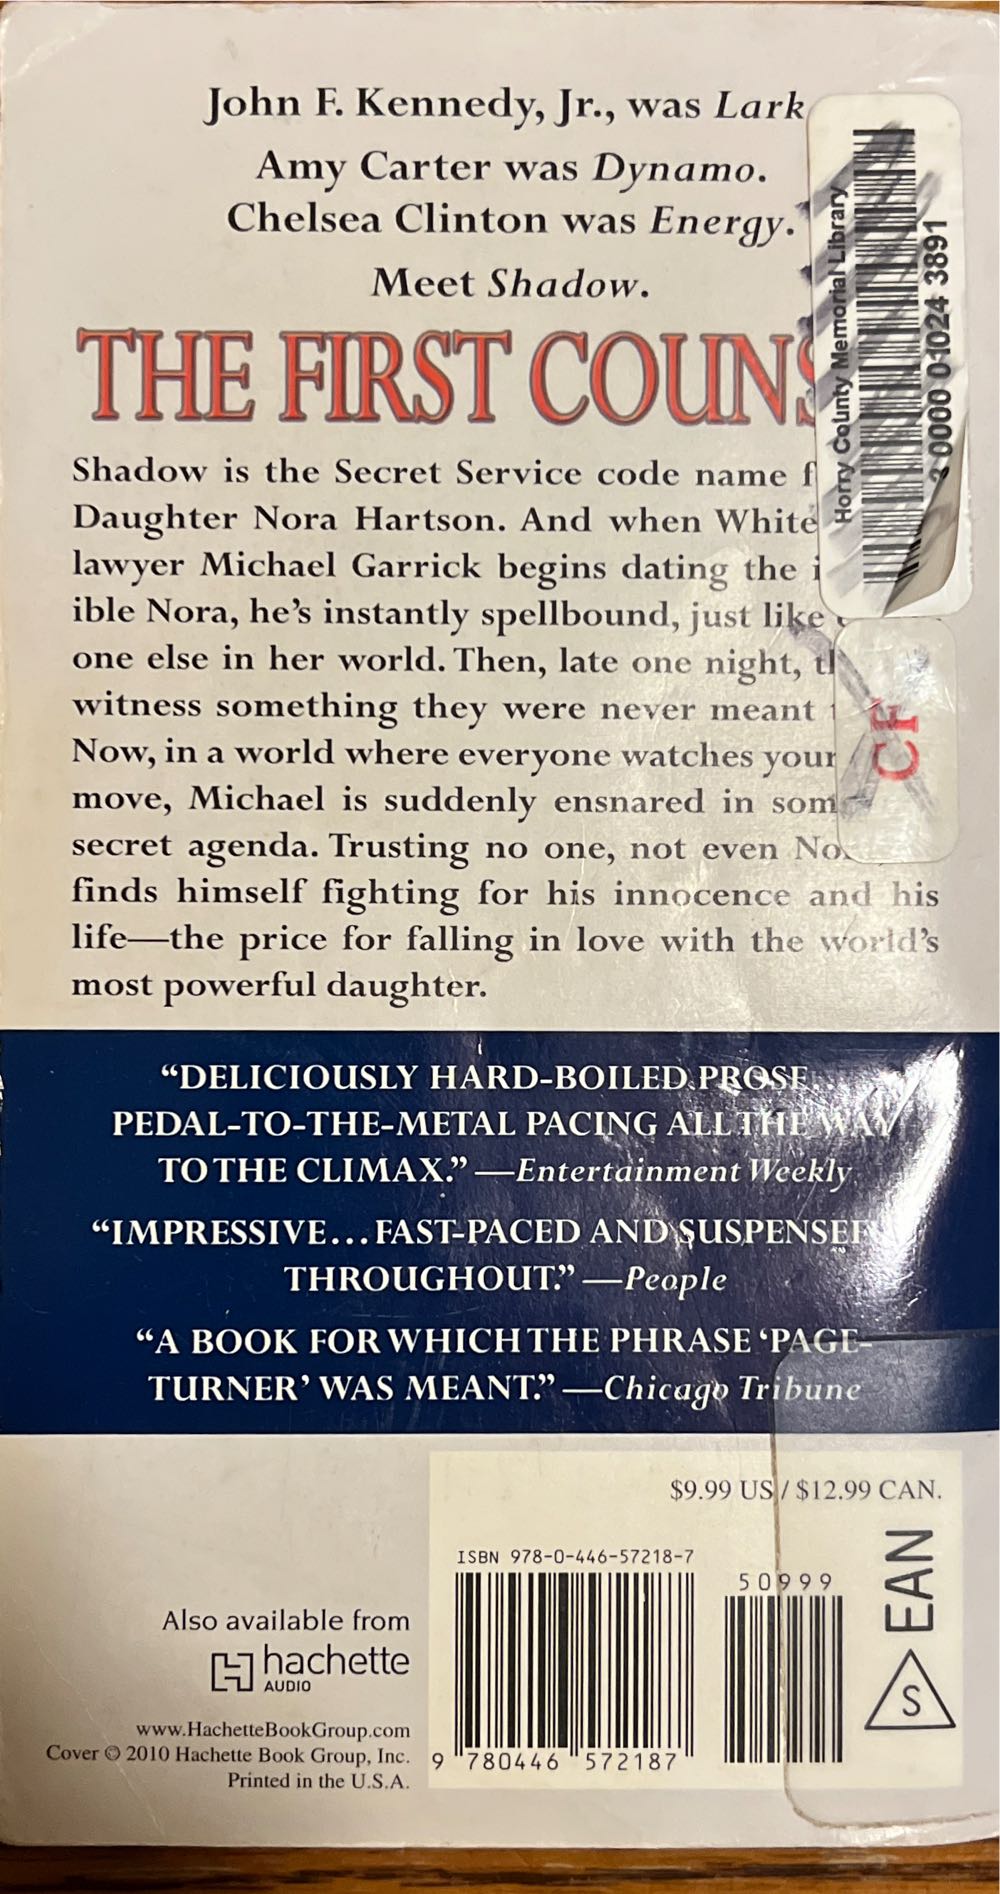 John F. Kennedy, Jr., was Lark
Amy Carter was Dynamo.
Chelsea Clinton was Energy.
Meet Shadow.
THE FIRST COUNS
Shadow is the Secret Service code name f
Daughter Nora Hartson. And when White
lawyer Michael Garrick begins dating the i
ible Nora, he's instantly spellbound, just like
one else in her world. Then, late one night, th
witness something they were never meant t
Now, in a world where everyone watches your
move, Michael is suddenly ensnared in som
secret agenda. Trusting no one, not even No
finds himself fighting for his innocence and his
life—the price for falling in love with the world's
most powerful daughter.
Horry County Memorial Library
3 0000 01024 3891
CF
“DELICIOUSLY HARD-BOILED PROSE...
PEDAL-TO-THE-METAL PACING ALL THE WAY
TO THE CLIMAX.” —Entertainment Weekly
“IMPRESSIVE...FAST-PACED AND SUSPENSEF
THROUGHOUT.” —People
“A BOOK FOR WHICH THE PHRASE ‘PAGE-
TURNER’ WAS MEANT.” —Chicago Tribune
$9.99 US / $12.99 CAN.
ISBN 978-0-446-57218-7
50999
EAN
S
9 780446 572187
Also available from
hachette
AUDIO
www.HachetteBookGroup.com
Cover © 2010 Hachette Book Group, Inc.
Printed in the U.S.A.